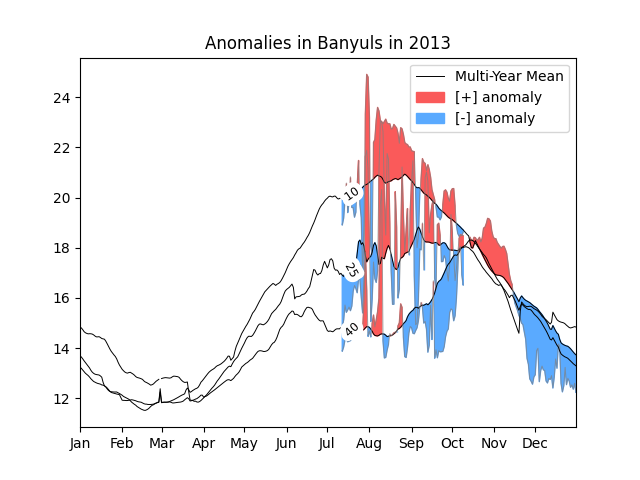 Anomalies in Banyuls in 2013
Multi-Year Mean
[+] anomaly
[-] anomaly
24
22
20
18
16
14
12
10
25
40
Jan Feb Mar Apr May Jun Jul Aug Sep Oct Nov Dec